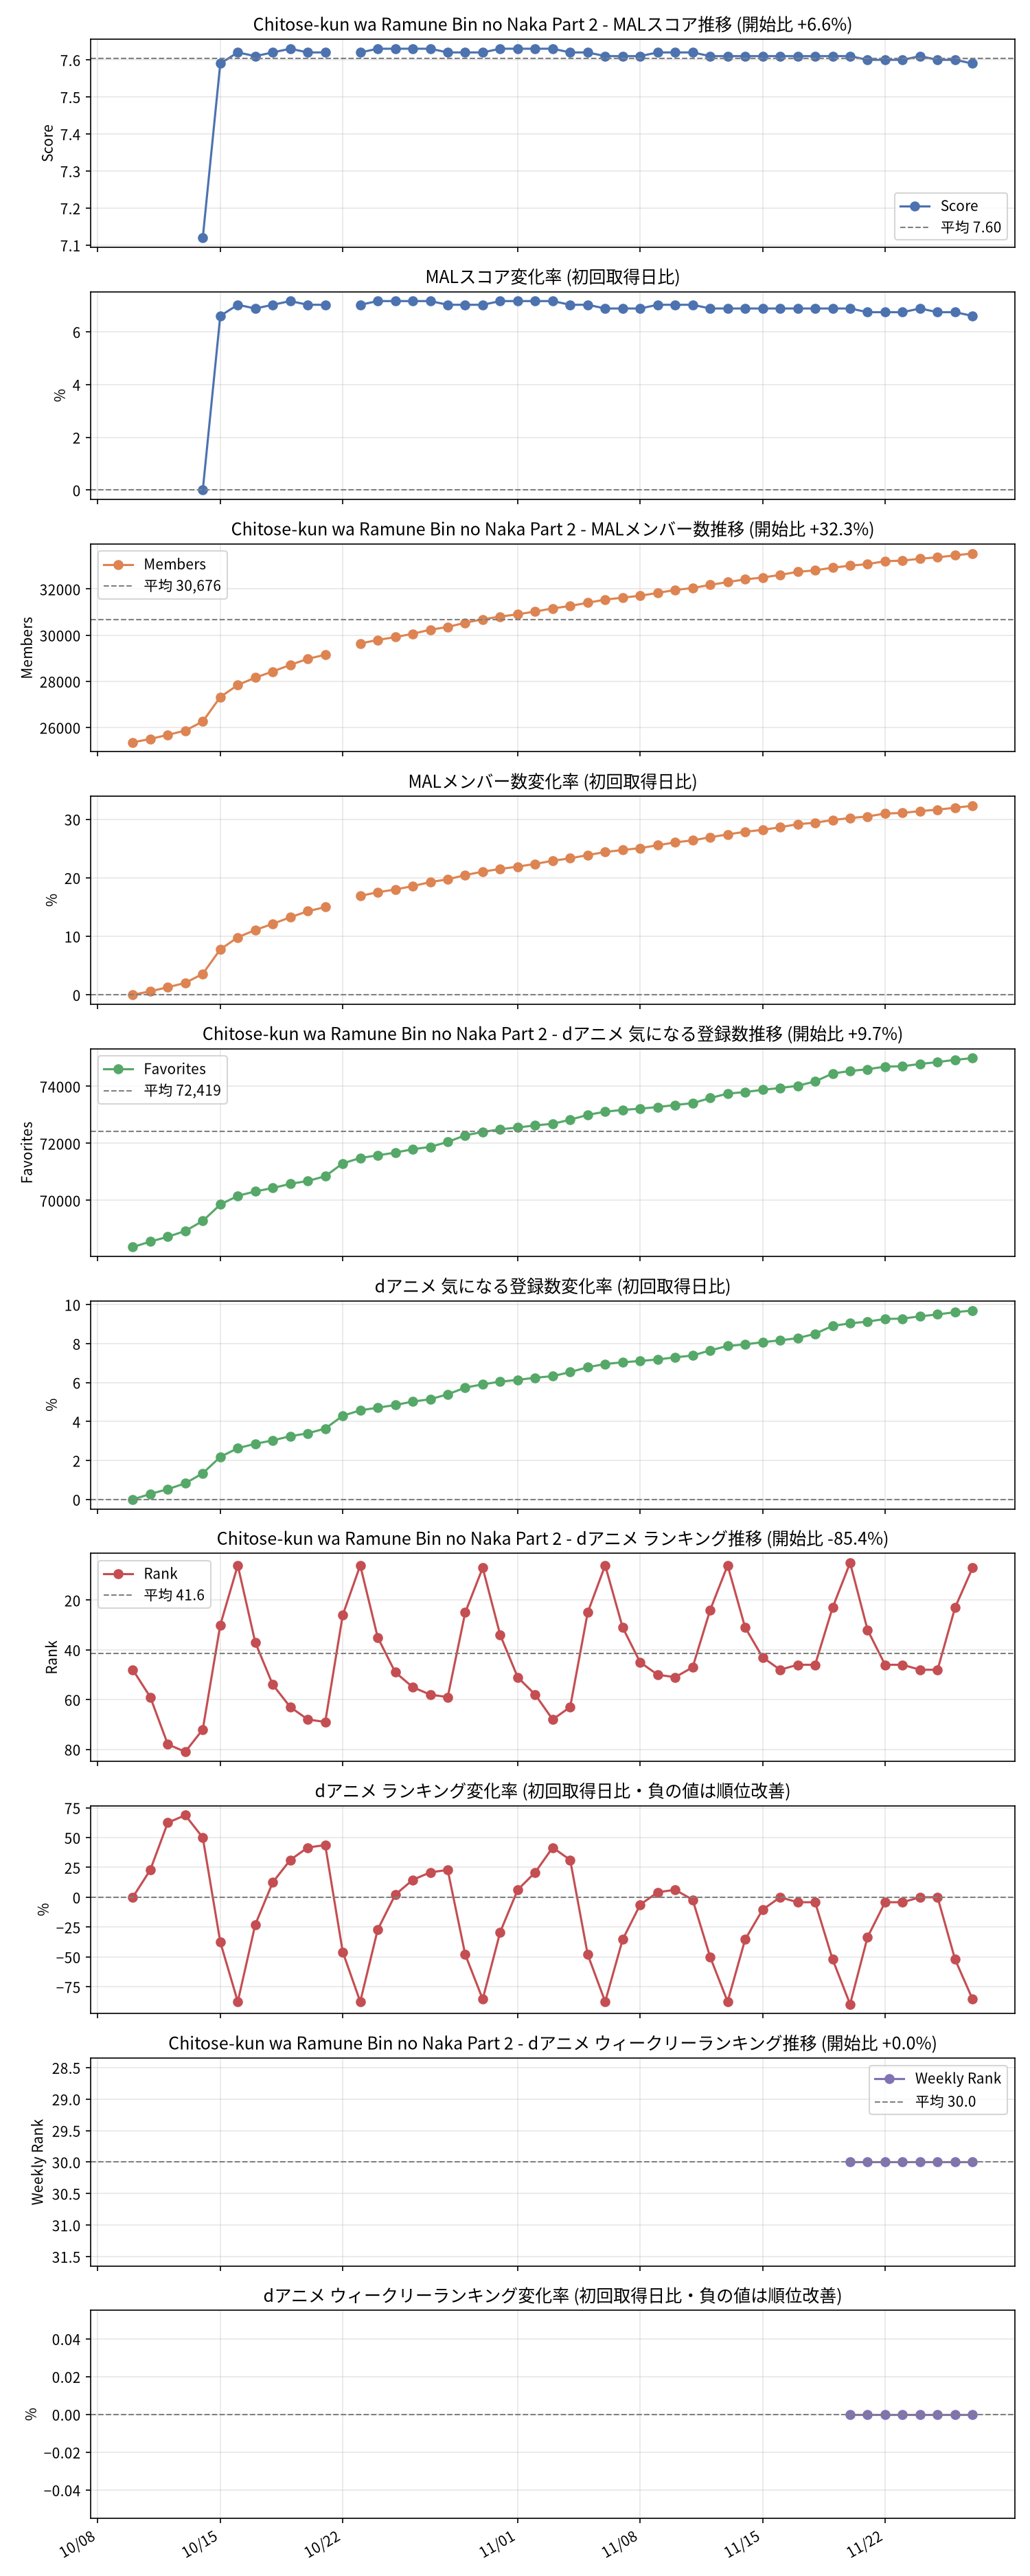 Chitose-kun wa Ramune Bin no Naka Part 2 - MALスコア推移 (開始比 +6.6%)
7.6
7.5
7.4
7.3
7.2
7.1
Score
Score
平均 7.60
MALスコア変化率 (初回取得日比)
6
4
2
0
%
Chitose-kun wa Ramune Bin no Naka Part 2 - MALメンバー数推移 (開始比 +32.3%)
Members
平均 30,676
32000
30000
28000
26000
Members
MALメンバー数変化率 (初回取得日比)
30
20
10
0
%
Chitose-kun wa Ramune Bin no Naka Part 2 - dアニメ 気になる登録数推移 (開始比 +9.7%)
Favorites
平均 72,419
74000
72000
70000
Favorites
dアニメ 気になる登録数変化率 (初回取得日比)
10
8
6
4
2
0
%
Chitose-kun wa Ramune Bin no Naka Part 2 - dアニメ ランキング推移 (開始比 -85.4%)
Rank
平均 41.6
20
40
60
80
Rank
dアニメ ランキング変化率 (初回取得日比・負の値は順位改善)
75
50
25
0
−25
−50
−75
%
Chitose-kun wa Ramune Bin no Naka Part 2 - dアニメ ウィークリーランキング推移 (開始比 +0.0%)
Weekly Rank
平均 30.0
28.5
29.0
29.5
30.0
30.5
31.0
31.5
Weekly Rank
dアニメ ウィークリーランキング変化率 (初回取得日比・負の値は順位改善)
0.04
0.02
0.00
−0.02
−0.04
%
10/08
10/15
10/22
11/01
11/08
11/15
11/22